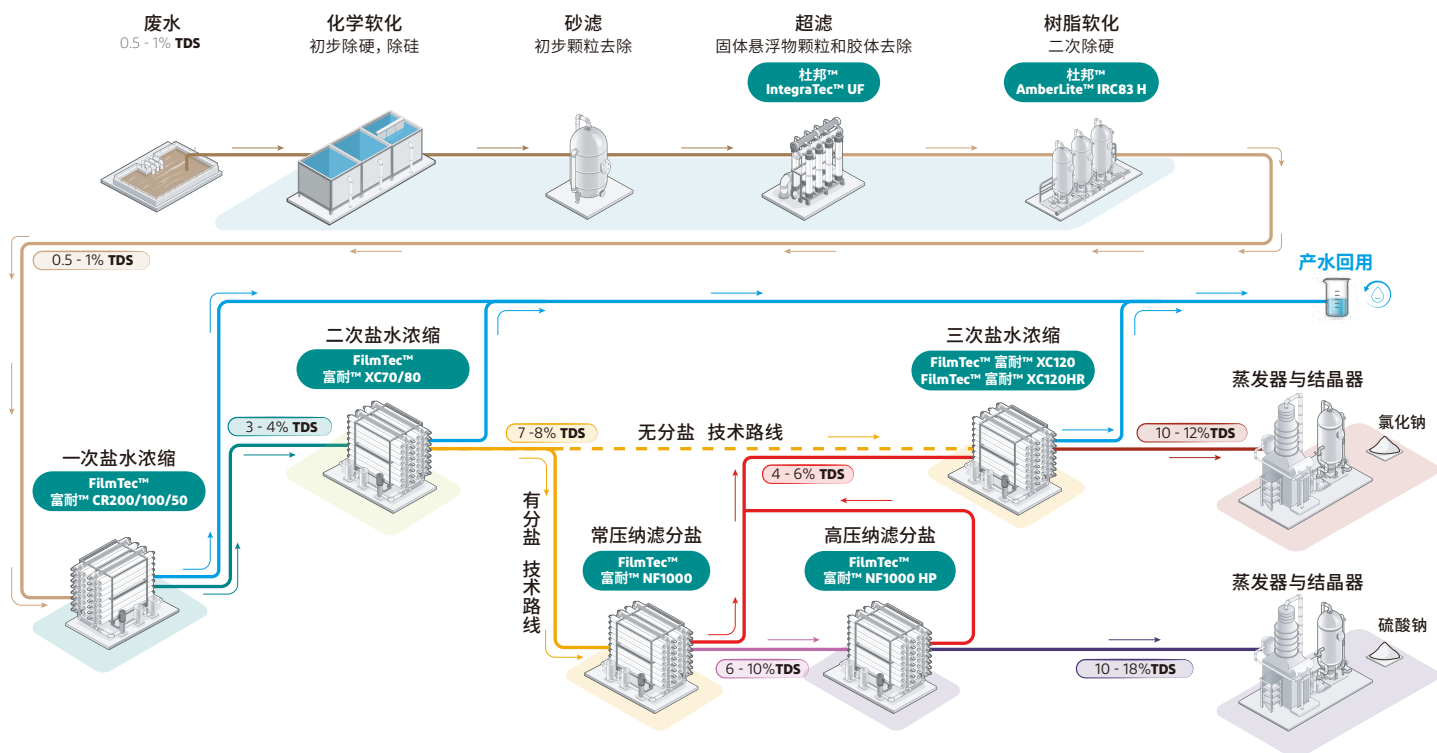 废水
0.5 - 1% TDS
化学软化
初步除硬，除硅
砂滤
初步颗粒去除
超滤
固体悬浮物颗粒和胶体去除
杜邦™
IntegraTec™ UF
树脂软化
二次除硬
杜邦™
AmberLite™ IRC83 H
0.5 - 1% TDS
产水回用
二次盐水浓缩
FilmTec™
富耐™ XC70/80
三次盐水浓缩
FilmTec™ 富耐™ XC120
FilmTec™ 富耐™ XC120HR
蒸发器与结晶器
氯化钠
3 - 4% TDS
7 -8% TDS
无分盐 技术路线
10 - 12%TDS
一次盐水浓缩
FilmTec™
富耐™ CR200/100/50
4 - 6% TDS
有分盐 技术路线
常压纳滤分盐
FilmTec™
富耐™ NF1000
高压纳滤分盐
FilmTec™
富耐™ NF1000 HP
蒸发器与结晶器
硫酸钠
6 - 10%TDS
10 - 18%TDS